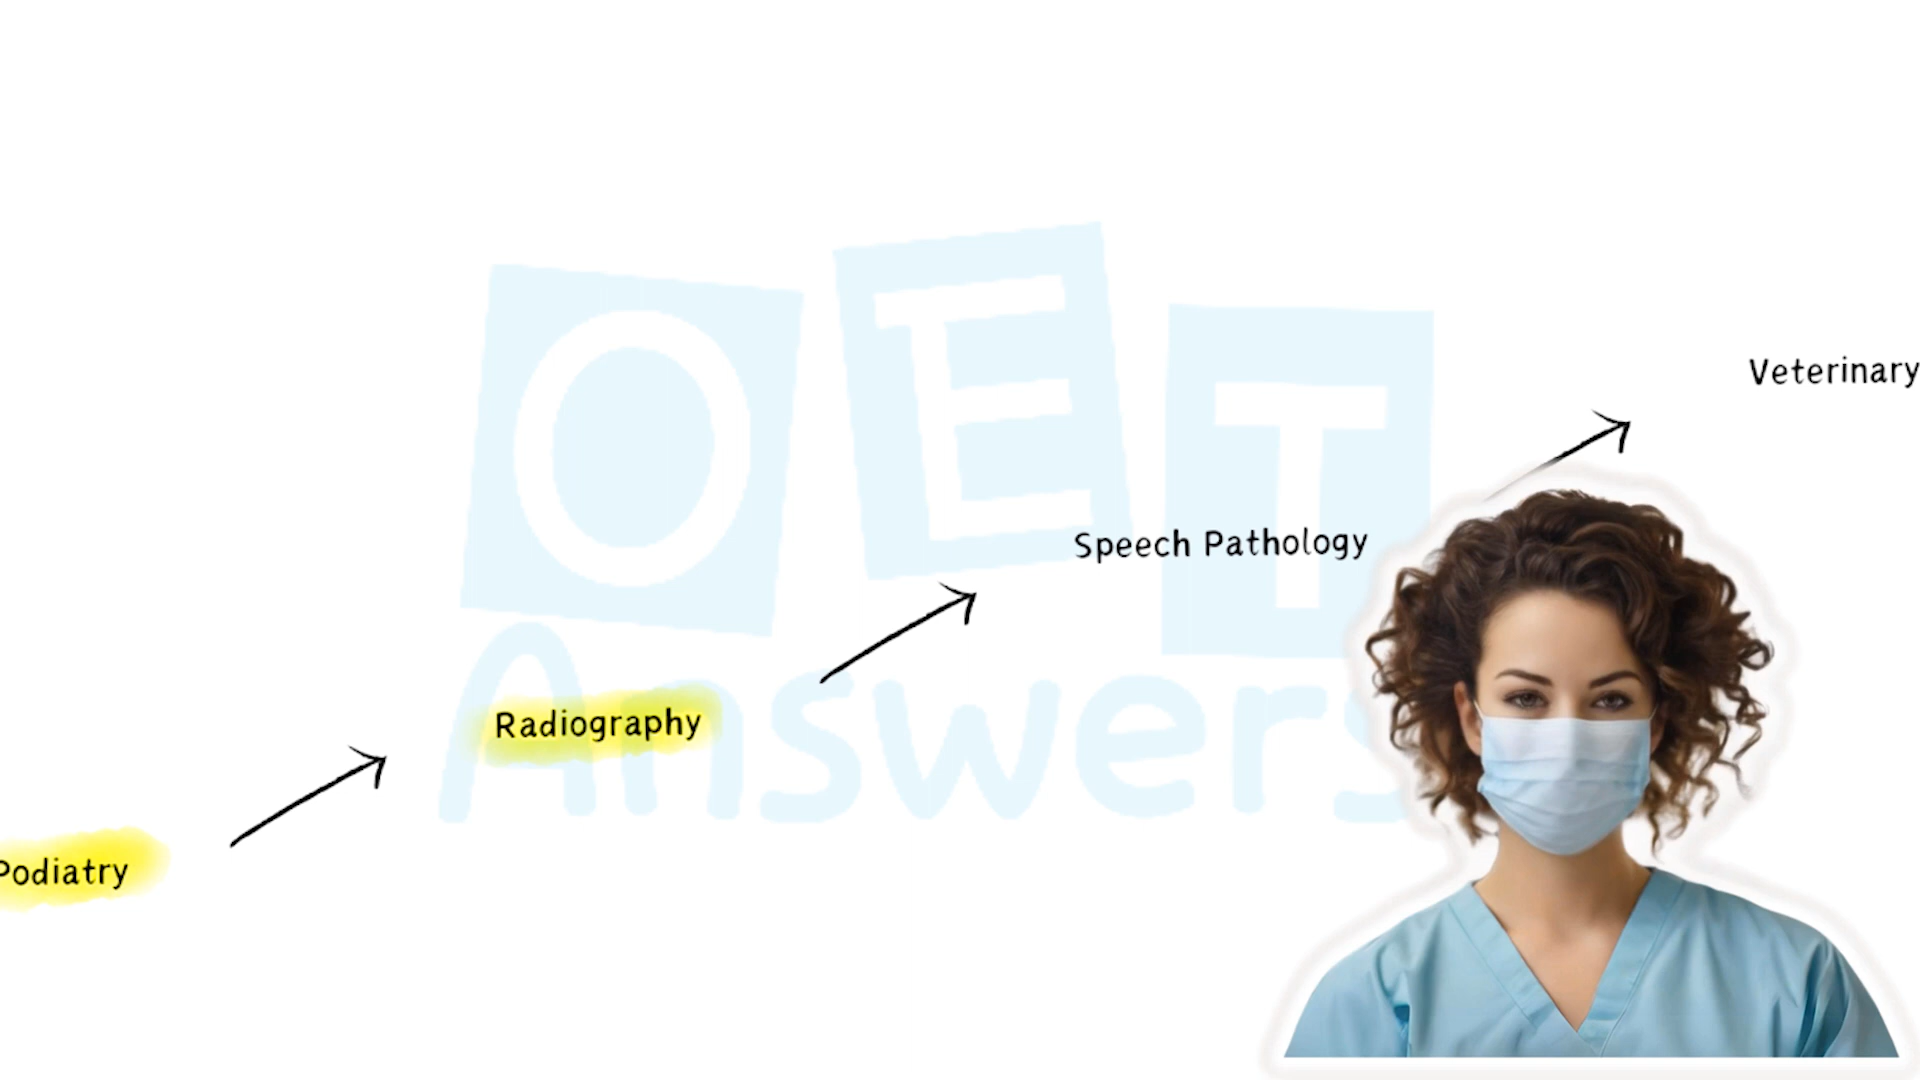 OET
Answers
Veterinary
Speech Pathology
Radiography
Podiatry